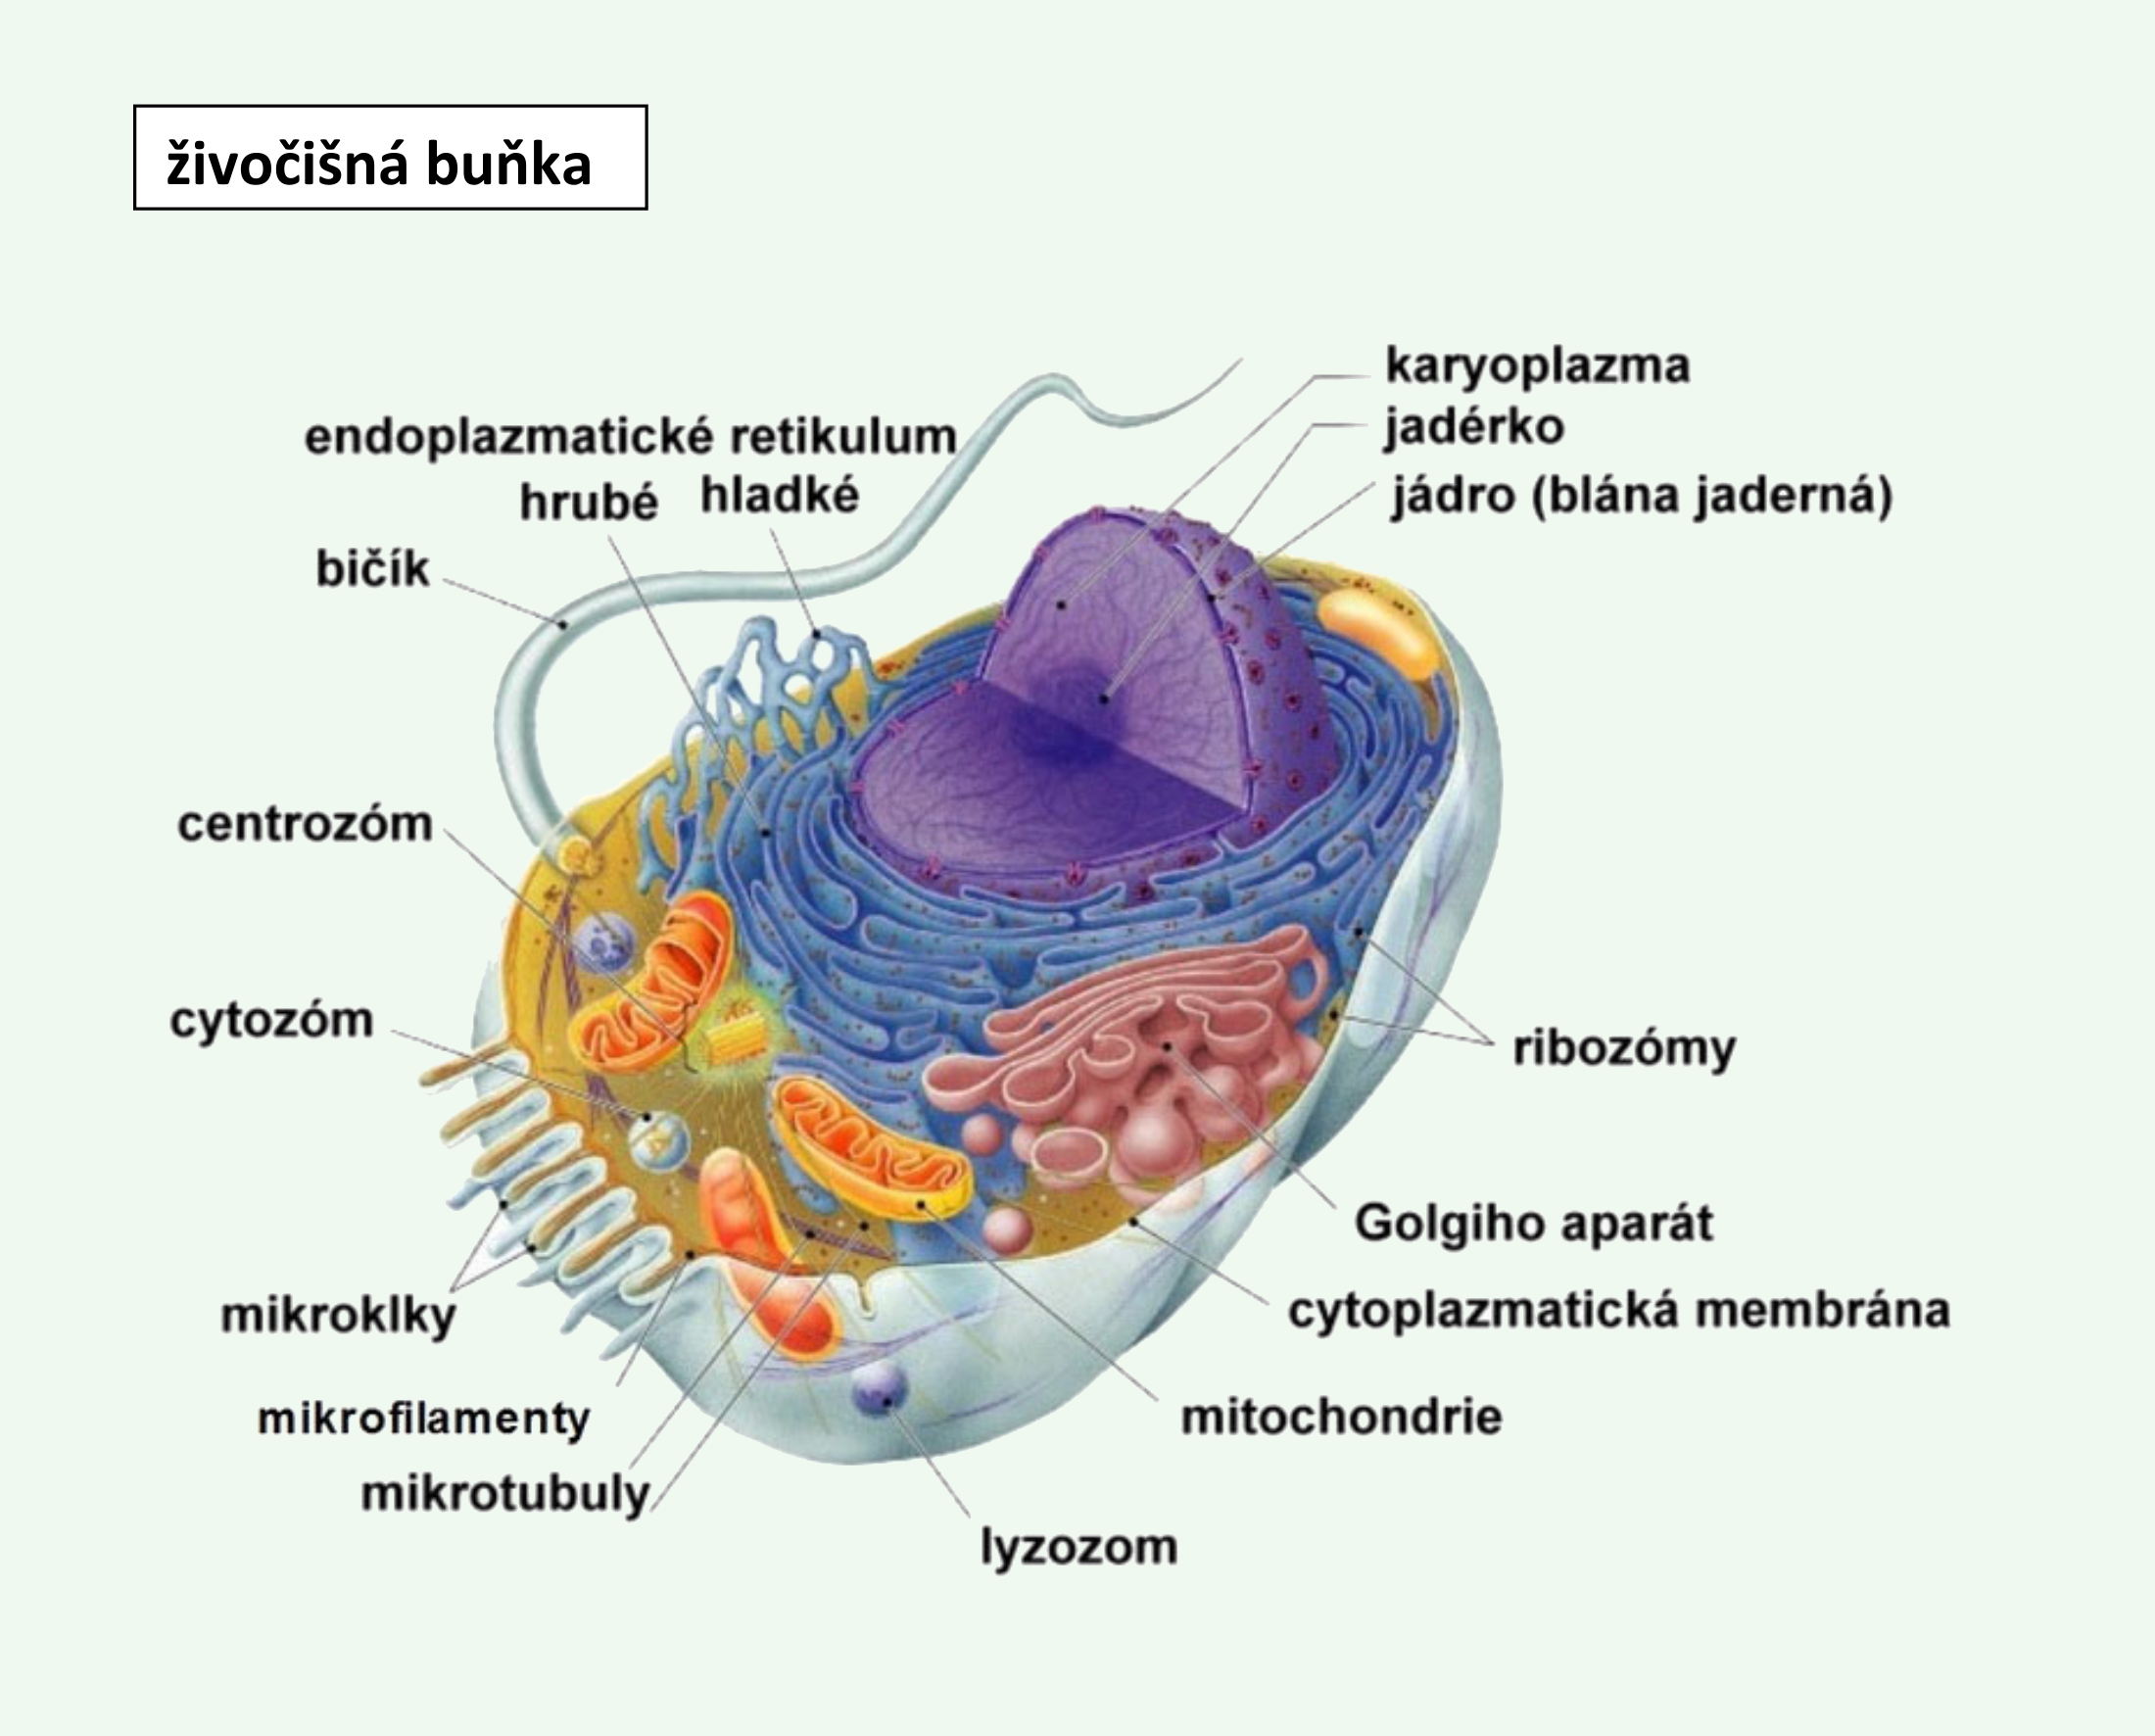 živočišná buňka
karyoplazma
jadérko
jádro (blána jaderná)
endoplazmatické retikulum
hrubé hladké
bičík
centrozóm
cytozóm
ribozómy
Golgiho aparát
mikroklky
cytoplazmatická membrána
mikrofilamenty
mitochondrie
mikrotubuly
lyzozom